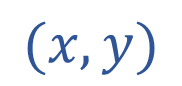 (x, y)